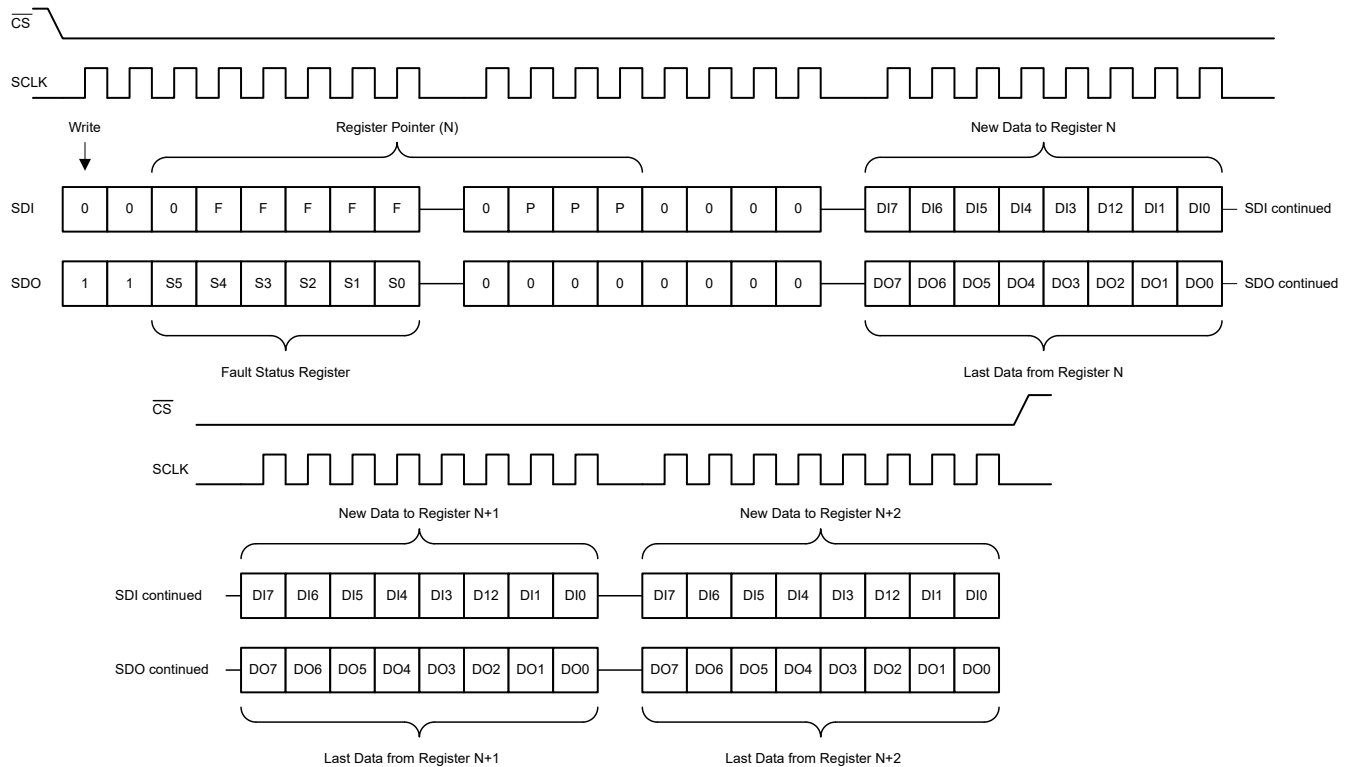 CS
SCLK
Write
Register Pointer (N)
New Data to Register N
SDI 0 0 0 F F F F F 0 P P P 0 0 0 0 DI7 DI6 DI5 DI4 DI3 D12 DI1 DI0 SDI continued
SDO 1 1 S5 S4 S3 S2 S1 S0 0 0 0 0 0 0 0 0 DO7 DO6 DO5 DO4 DO3 DO2 DO1 DO0 SDO continued
Fault Status Register
Last Data from Register N
CS
SCLK
New Data to Register N+1
New Data to Register N+2
SDI continued DI7 DI6 DI5 DI4 DI3 D12 DI1 DI0 DI7 DI6 DI5 DI4 DI3 D12 DI1 DI0
SDO continued DO7 DO6 DO5 DO4 DO3 DO2 DO1 DO0 DO7 DO6 DO5 DO4 DO3 DO2 DO1 DO0
Last Data from Register N+1
Last Data from Register N+2